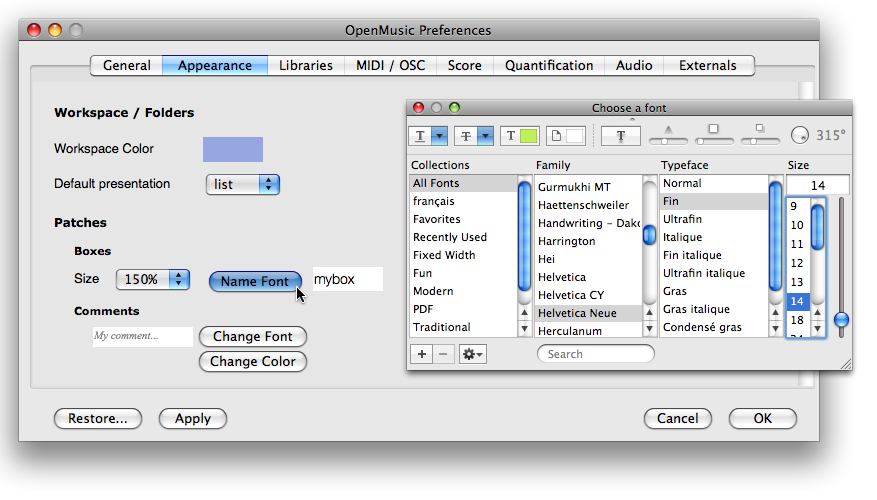 OpenMusic Preferences
General Appearance Libraries MIDI / OSC Score Quantification Audio Externals
Workspace / Folders
Workspace Color
Default presentation list
Patches
Boxes
Size 150% Name Font mybox
Comments
My comment... Change Font
Change Color
Restore... Apply Cancel OK
Choose a font
T T T T 315°
Collections Family Typeface Size
14
All Fonts
français
Favorites
Recently Used
Fixed Width
Fun
Modern
PDF
Traditional
Gurmukhi MT
Haettenschweiler
Handwriting - Dako
Harrington
Hei
Helvetica
Helvetica CY
Helvetica Neue
Herculanum
Normal
Fin
Ultrafin
Italique
Fin italique
Ultrafin italique
Gras
Gras italique
Condensé gras
9
10
11
12
13
14
18
24
Search